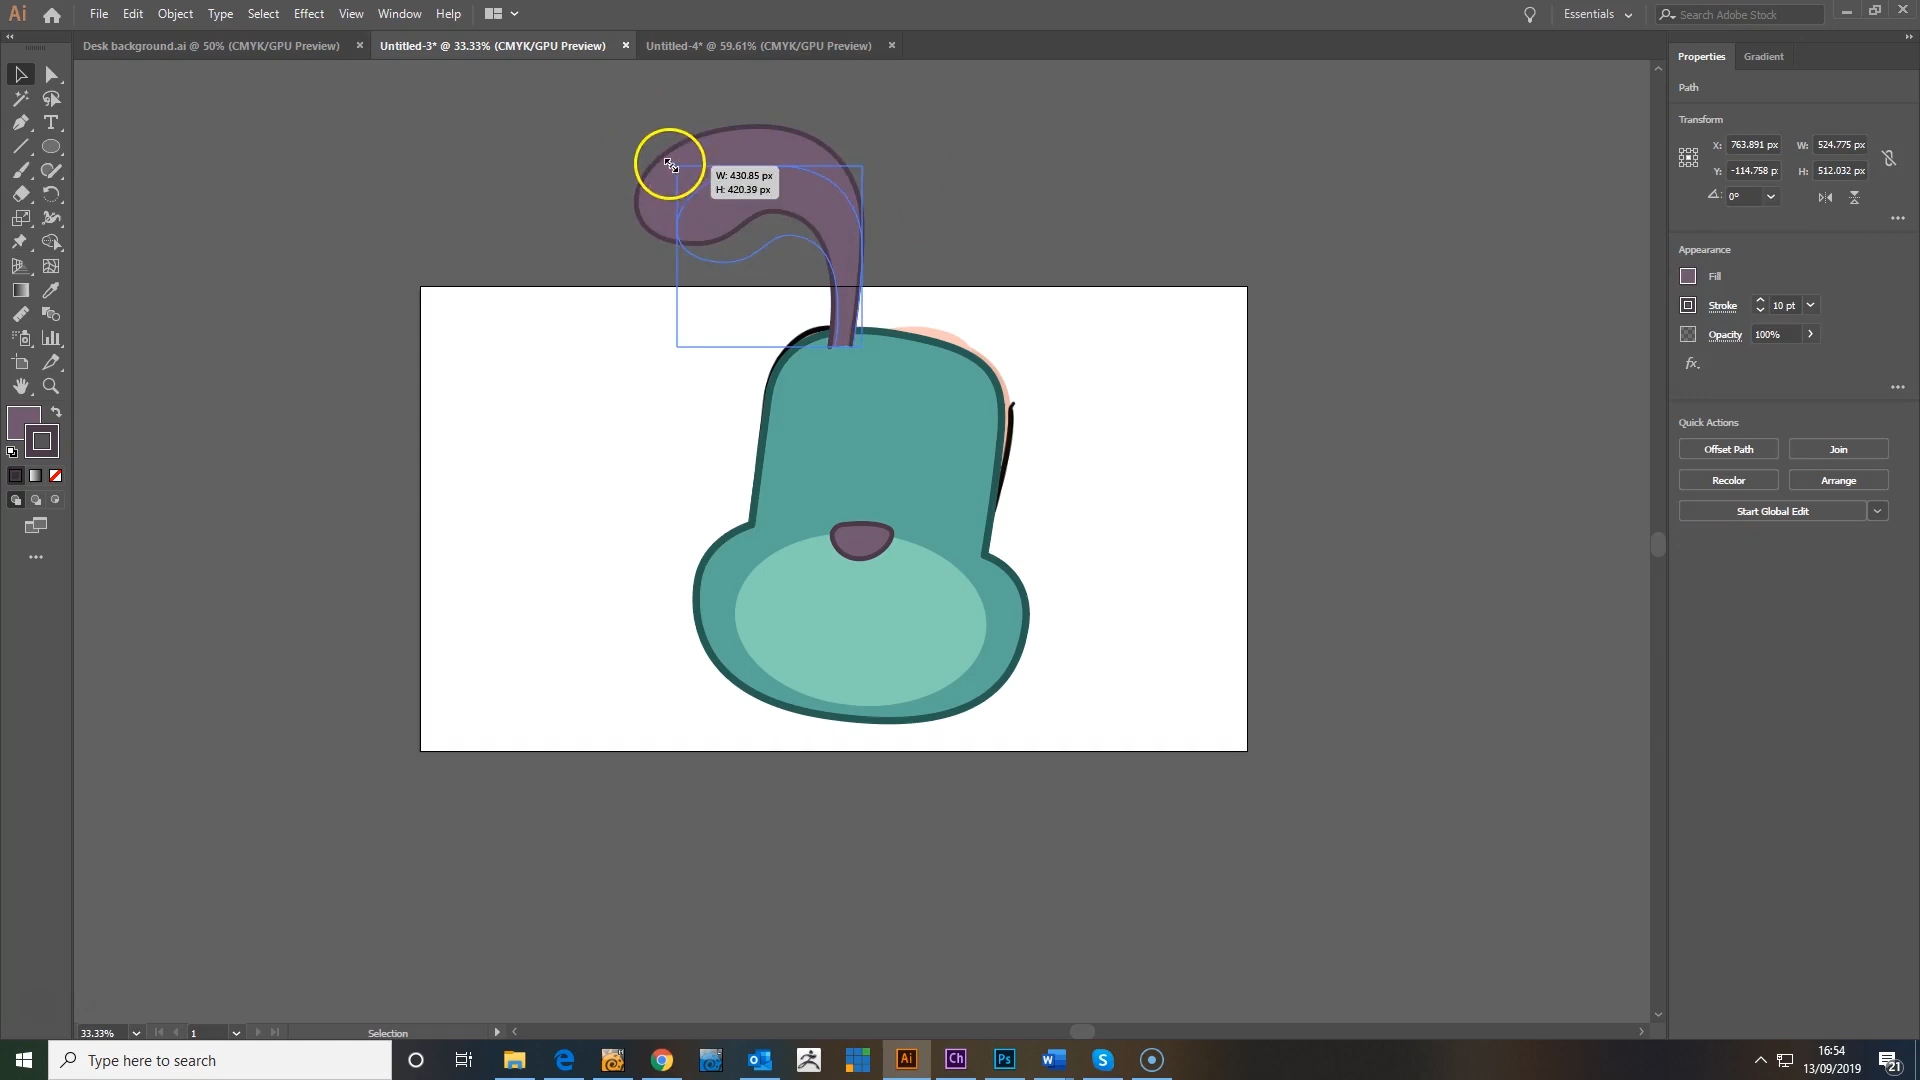 Ai File Edit Object Type Select Effect View Window Help Essentials Search Adobe Stock
Desk background.ai @ 50% (CMYK/GPU Preview) Untitled-3* @ 33.33% (CMYK/GPU Preview) Untitled-4* @ 59.61% (CMYK/GPU Preview)
Properties Gradient
Path
Transform
X: 763.891 px W: 524.775 px
Y: -114.758 p H: 512.032 px
0°
W: 430.85 px
H: 420.39 px
Appearance
Fill
Stroke 10 pt
Opacity 100%
fx.
Quick Actions
Offset Path Join
Recolor Arrange
Start Global Edit
33.33% 1 Selection
Type here to search
Ai Ch Ps
16:54
13/09/2019
21